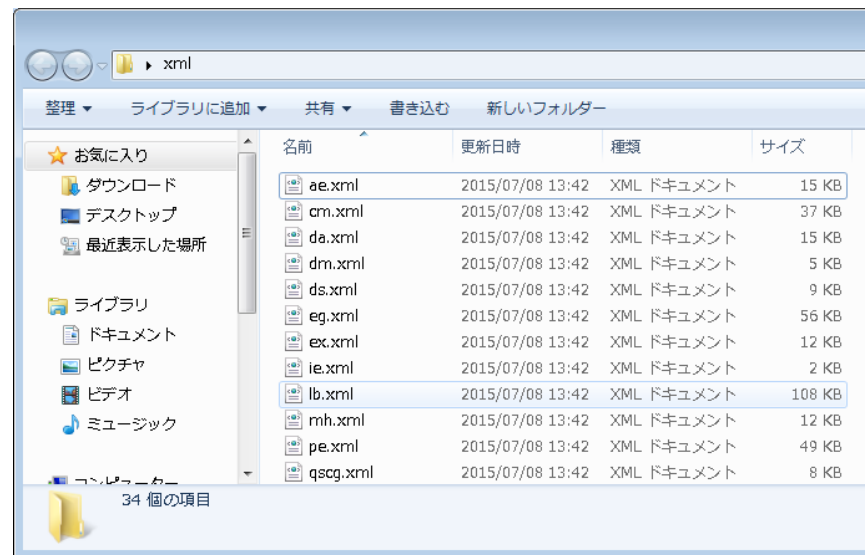 xml
整理 ライブラリに追加 共有 書き込む 新しいフォルダー
お気に入り
ダウンロード
デスクトップ
最近表示した場所
ライブラリ
ドキュメント
ピクチャ
ビデオ
ミュージック
コンピューター
名前 更新日時 種類 サイズ
ae.xml 2015/07/08 13:42 XML ドキュメント 15 KB
cm.xml 2015/07/08 13:42 XML ドキュメント 37 KB
da.xml 2015/07/08 13:42 XML ドキュメント 15 KB
dm.xml 2015/07/08 13:42 XML ドキュメント 5 KB
ds.xml 2015/07/08 13:42 XML ドキュメント 9 KB
eg.xml 2015/07/08 13:42 XML ドキュメント 56 KB
ex.xml 2015/07/08 13:42 XML ドキュメント 12 KB
ie.xml 2015/07/08 13:42 XML ドキュメント 2 KB
lb.xml 2015/07/08 13:42 XML ドキュメント 108 KB
mh.xml 2015/07/08 13:42 XML ドキュメント 12 KB
pe.xml 2015/07/08 13:42 XML ドキュメント 49 KB
qscg.xml 2015/07/08 13:42 XML ドキュメント 8 KB
34 個の項目